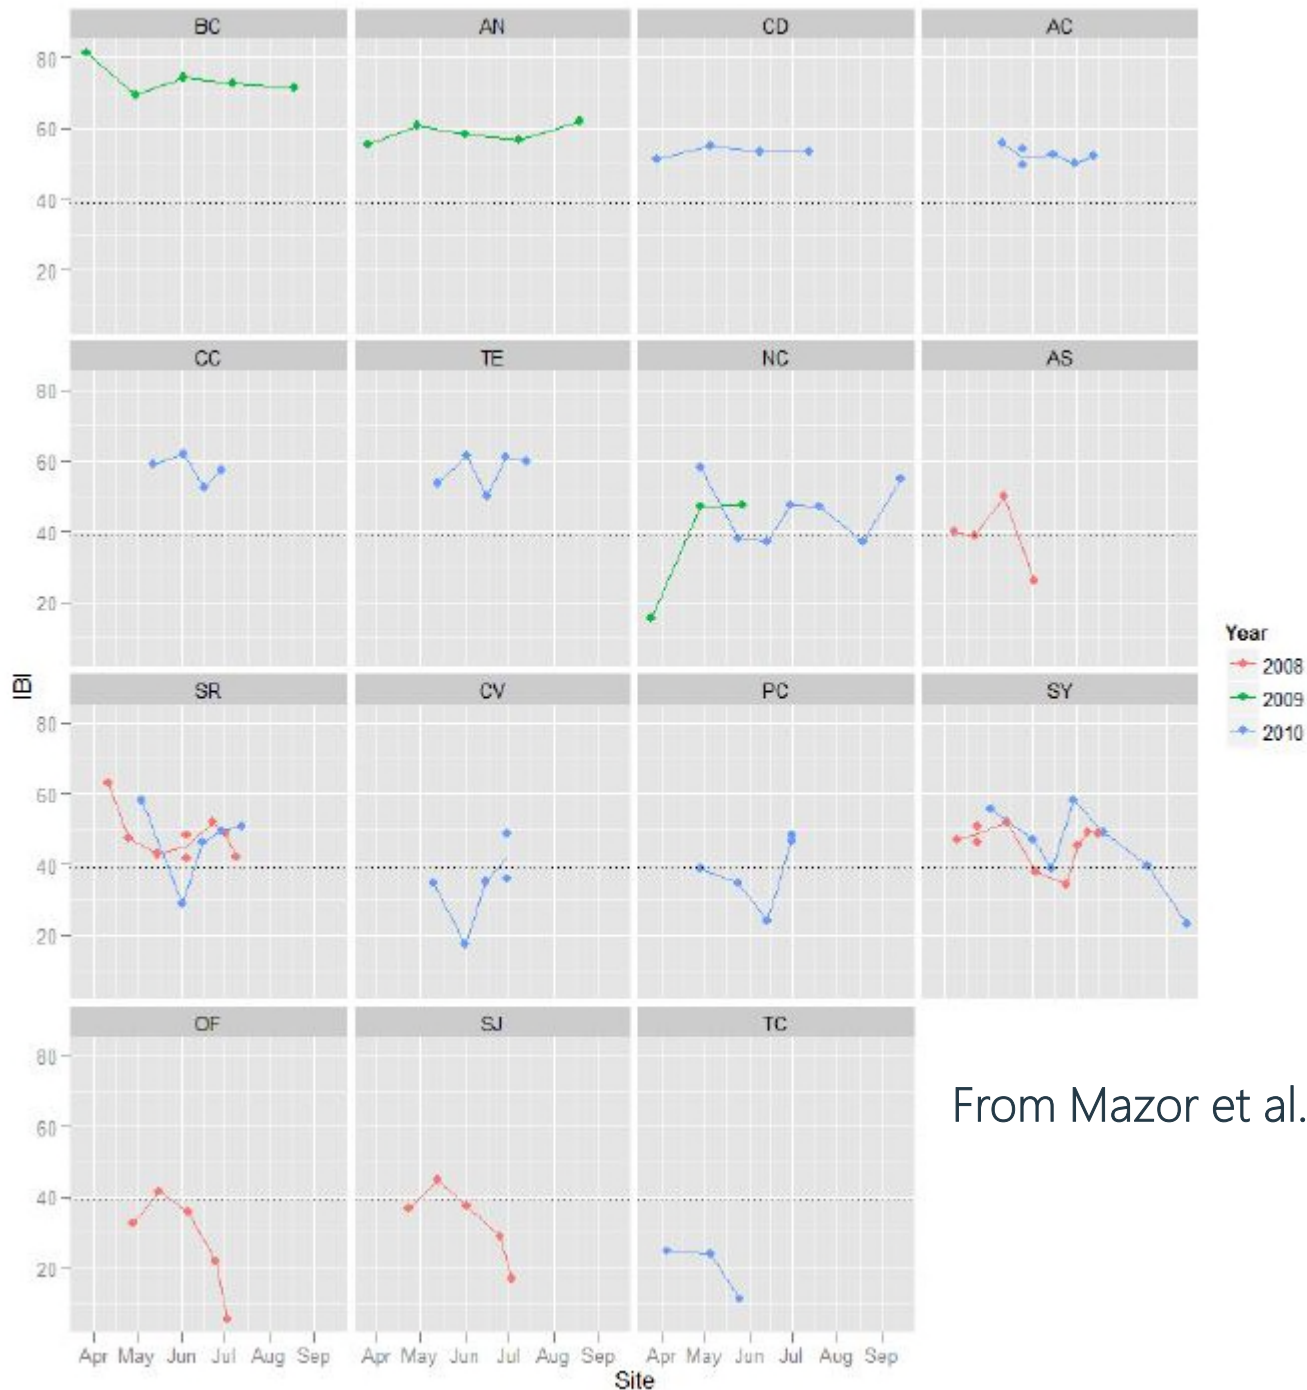 BC AN CD AC
80
60
40
20
CC TE NC AS
80
60
40
20
IBI
SR CV PC SY
80
60
40
20
Year
2008
2009
2010
OF SJ TC
80
60
40
20
From Mazor et al.
Apr May Jun Jul Aug Sep Apr May Jun Jul Aug Sep Apr May Jun Jul Aug Sep
Site